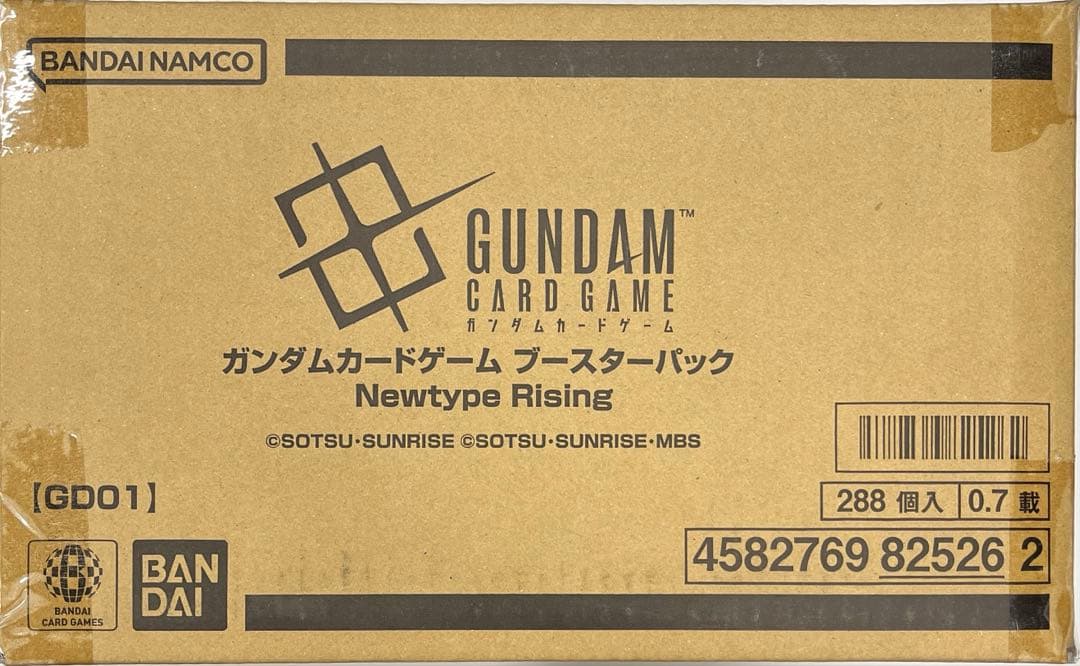 BANDAI NAMCO
GUNDAM™
CARD GAME
ガンダムカードゲーム
ガンダムカードゲーム ブースターパック
Newtype Rising
©SOTSU・SUNRISE ©SOTSU・SUNRISE・MBS
【GD01】
288 個入 0.7 載
4582769 82526 2
BANDAI
CARD GAMES
BAN
DAI